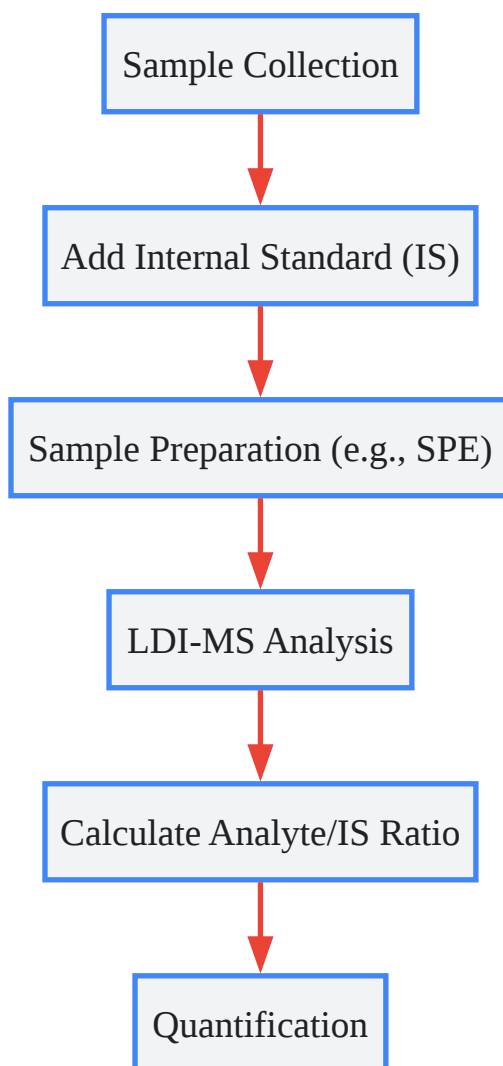 Sample Collection
Add Internal Standard (IS)
Sample Preparation (e.g., SPE)
LDI-MS Analysis
Calculate Analyte/IS Ratio
Quantification